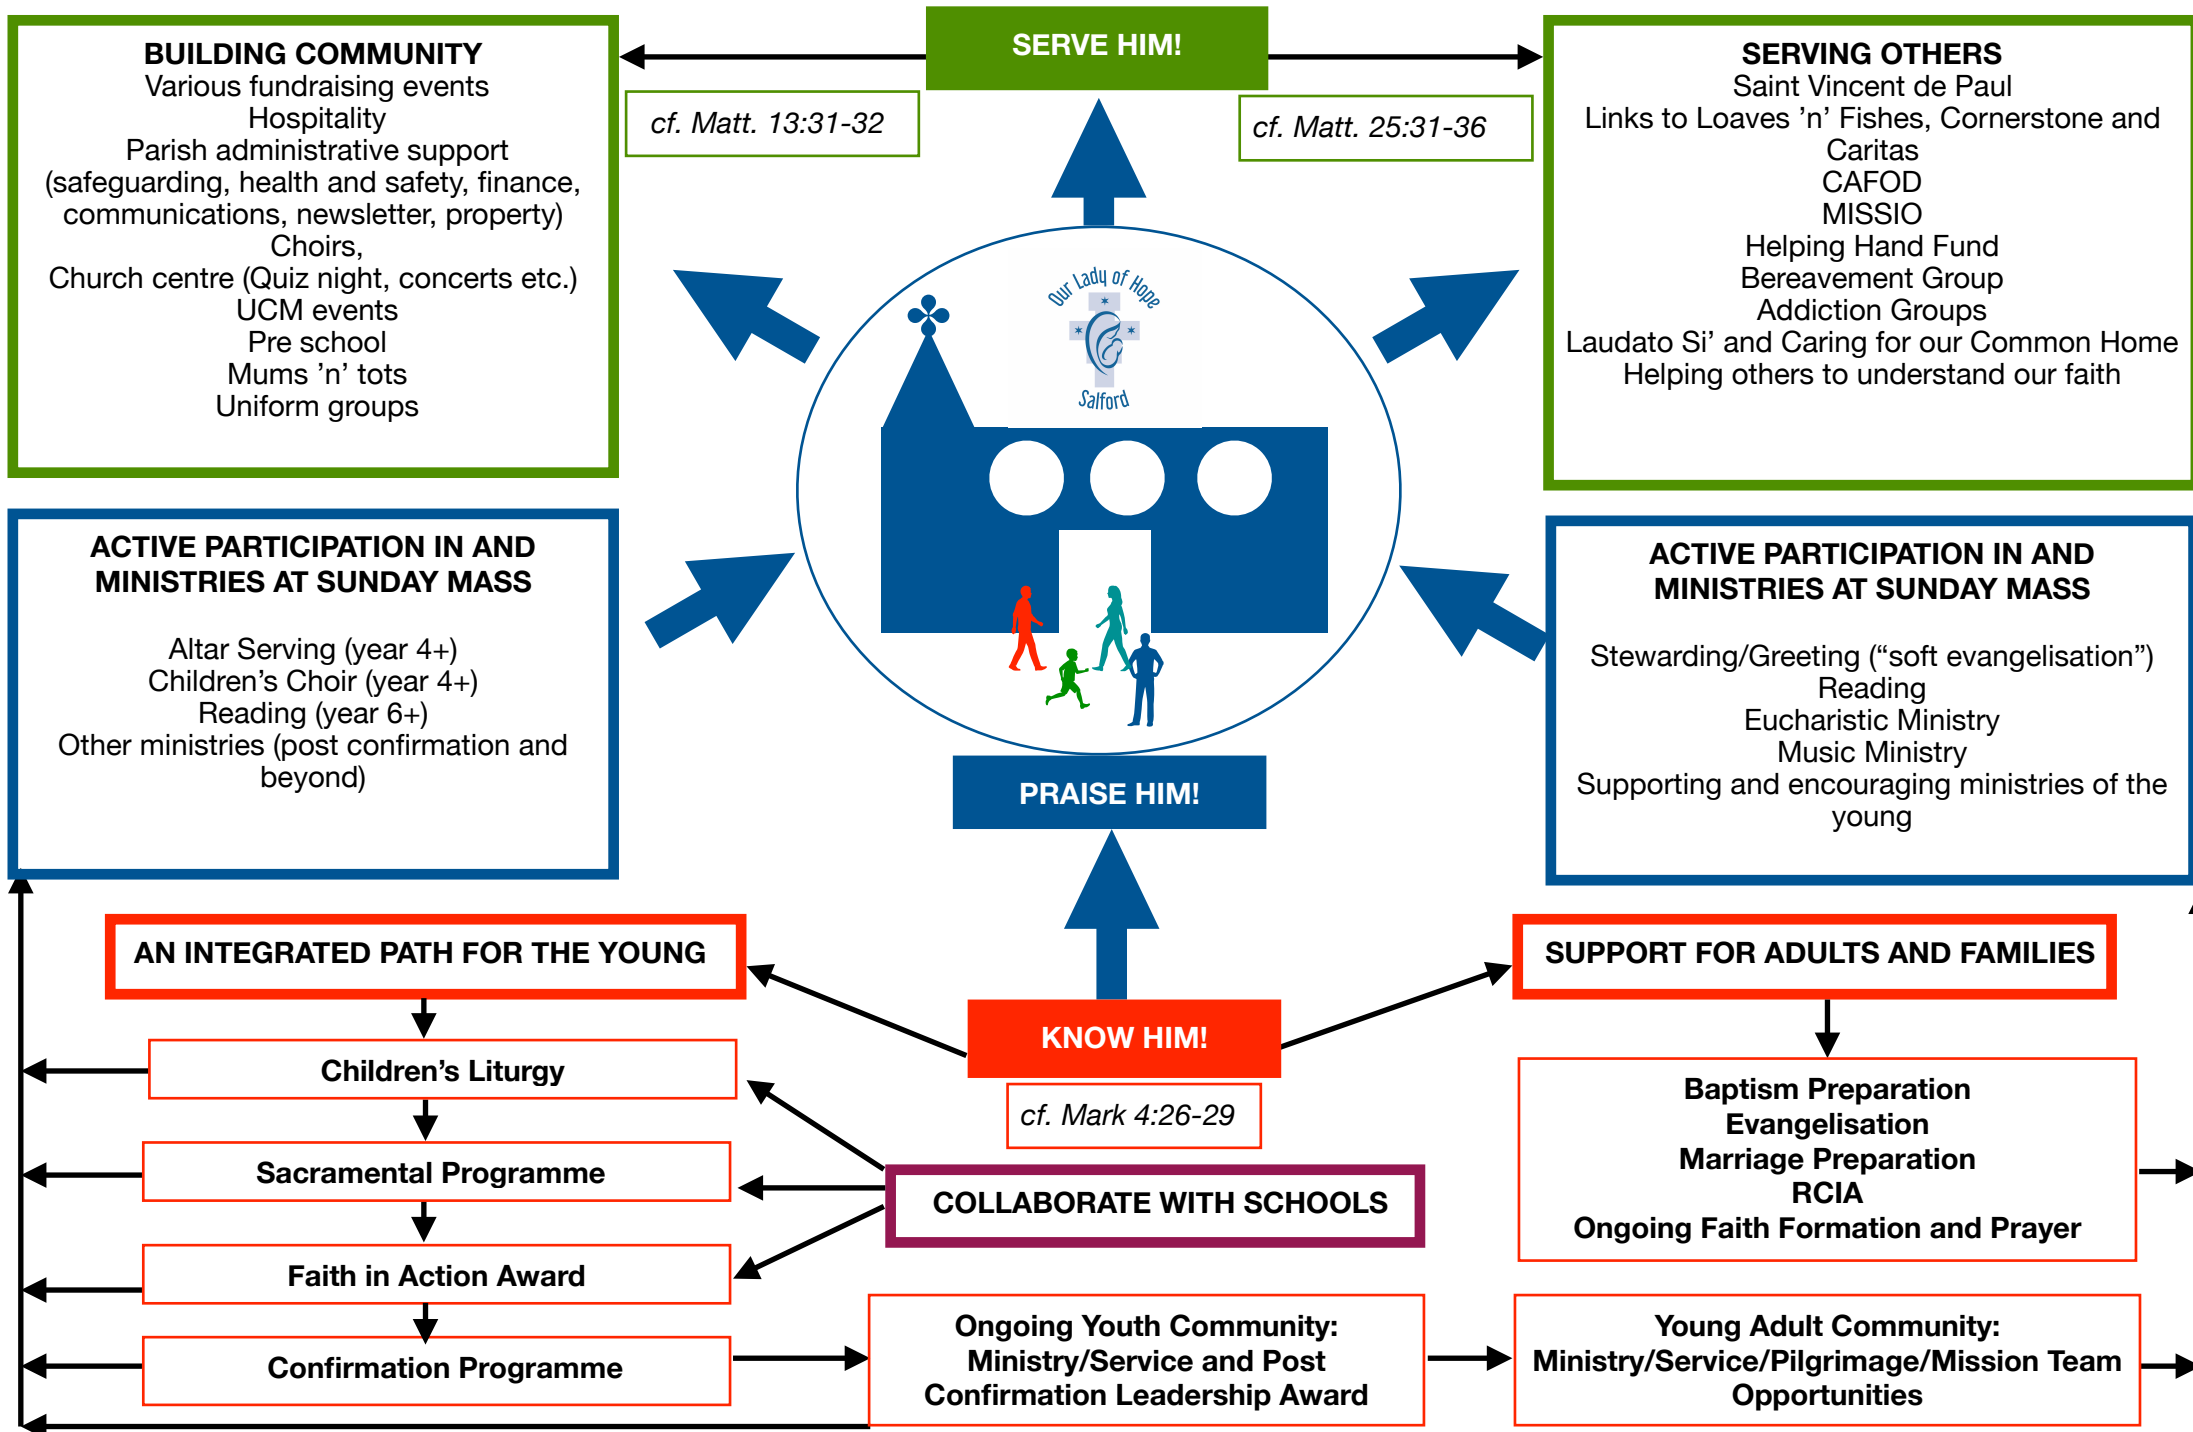 SERVE HIM!
BUILDING COMMUNITY
Various fundraising events
Hospitality
Parish administrative support
(safeguarding, health and safety, finance,
communications, newsletter, property)
Choirs,
Church centre (Quiz night, concerts etc.)
UCM events
Pre school
Mums ’n’ tots
Uniform groups
cf. Matt. 13:31-32
cf. Matt. 25:31-36
SERVING OTHERS
Saint Vincent de Paul
Links to Loaves ’n’ Fishes, Cornerstone and
Caritas
CAFOD
MISSIO
Helping Hand Fund
Bereavement Group
Addiction Groups
Laudato Si’ and Caring for our Common Home
Helping others to understand our faith
Our Lady of Hope
Salford
ACTIVE PARTICIPATION IN AND
MINISTRIES AT SUNDAY MASS
Altar Serving (year 4+)
Children’s Choir (year 4+)
Reading (year 6+)
Other ministries (post confirmation and
beyond)
PRAISE HIM!
ACTIVE PARTICIPATION IN AND
MINISTRIES AT SUNDAY MASS
Stewarding/Greeting (“soft evangelisation”)
Reading
Eucharistic Ministry
Music Ministry
Supporting and encouraging ministries of the
young
AN INTEGRATED PATH FOR THE YOUNG
SUPPORT FOR ADULTS AND FAMILIES
KNOW HIM!
cf. Mark 4:26-29
Children’s Liturgy
Sacramental Programme
Faith in Action Award
Confirmation Programme
COLLABORATE WITH SCHOOLS
Baptism Preparation
Evangelisation
Marriage Preparation
RCIA
Ongoing Faith Formation and Prayer
Ongoing Youth Community:
Ministry/Service and Post
Confirmation Leadership Award
Young Adult Community:
Ministry/Service/Pilgrimage/Mission Team
Opportunities